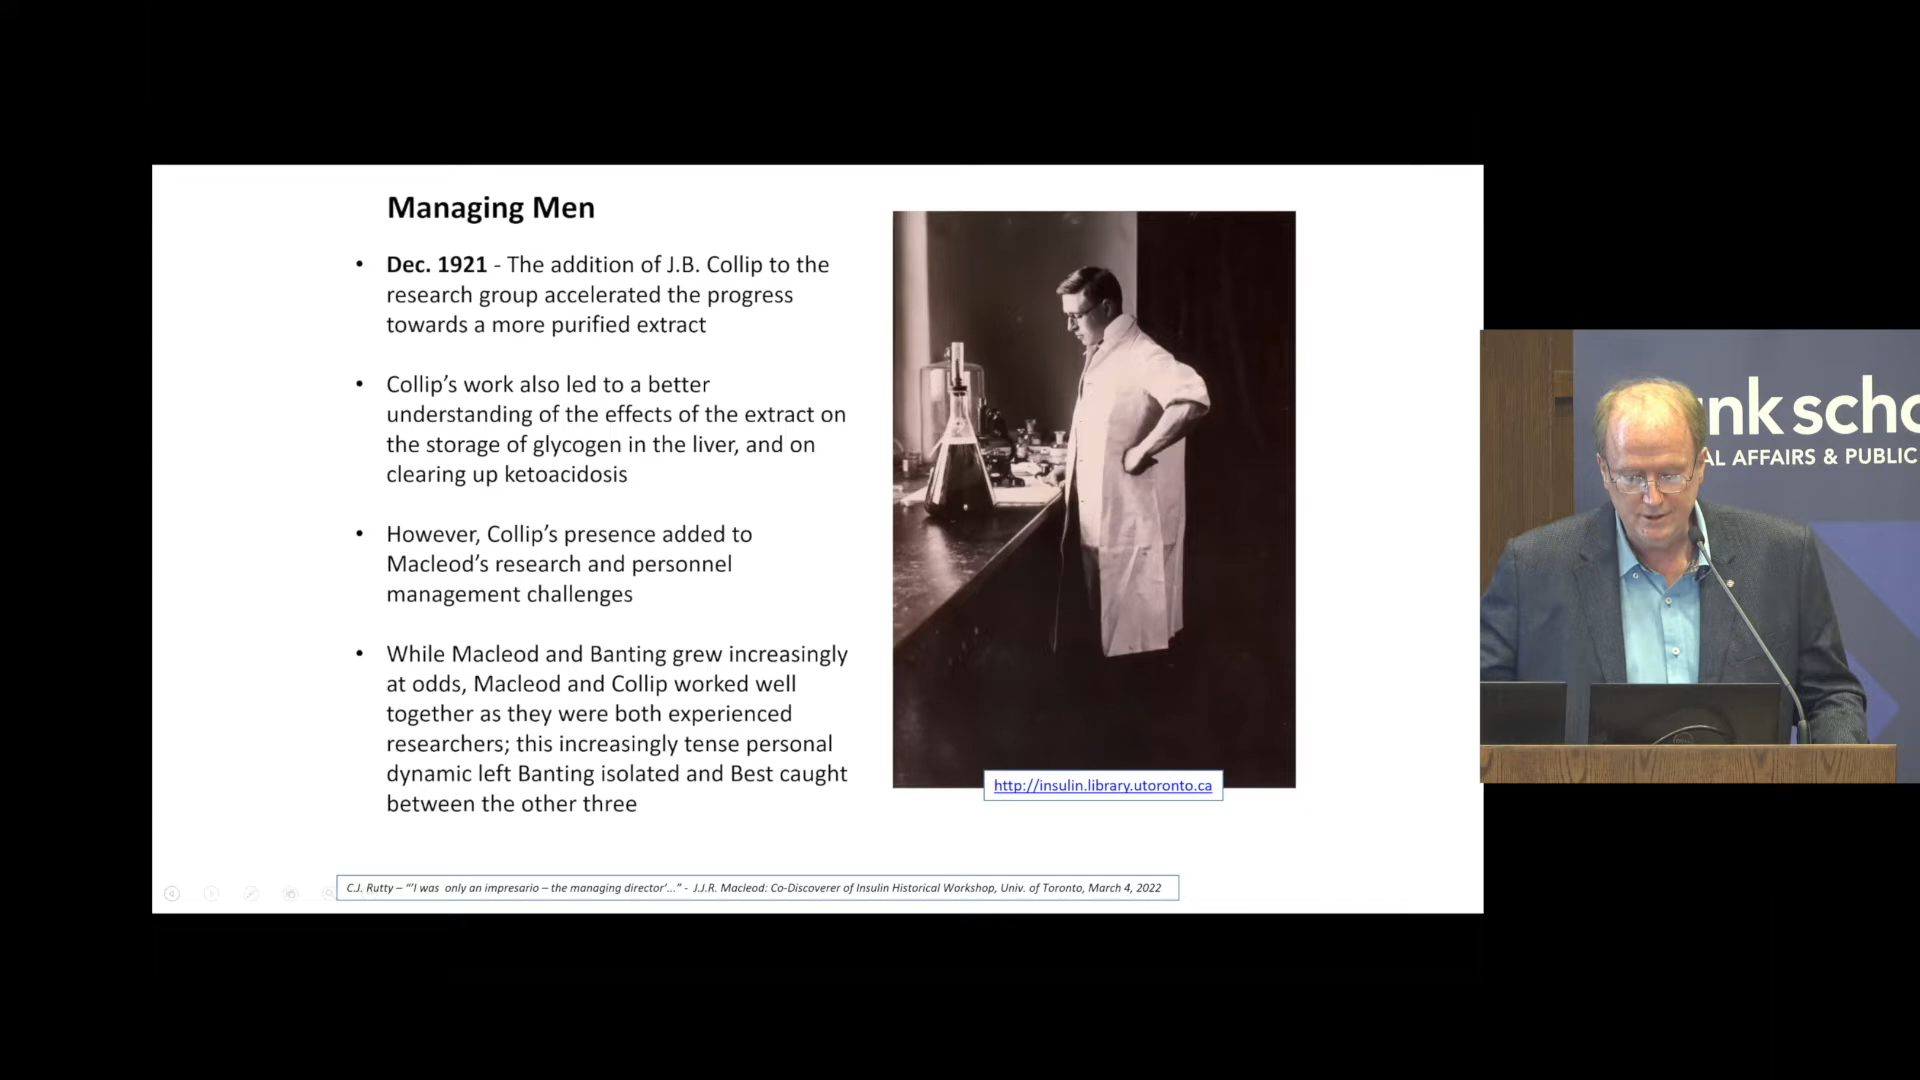 Managing Men
• Dec. 1921 - The addition of J.B. Collip to the
research group accelerated the progress
towards a more purified extract
• Collip's work also led to a better
understanding of the effects of the extract on
the storage of glycogen in the liver, and on
clearing up ketoacidosis
• However, Collip's presence added to
Macleod's research and personnel
management challenges
• While Macleod and Banting grew increasingly
at odds, Macleod and Collip worked well
together as they were both experienced
researchers; this increasingly tense personal
dynamic left Banting isolated and Best caught
between the other three
http://insulin.library.utoronto.ca
C.J. Rutty – "'I was only an impresario – the managing director'..." - J.J.R. Macleod: Co-Discoverer of Insulin Historical Workshop, Univ. of Toronto, March 4, 2022
nk scho
AL AFFAIRS & PUBLIC